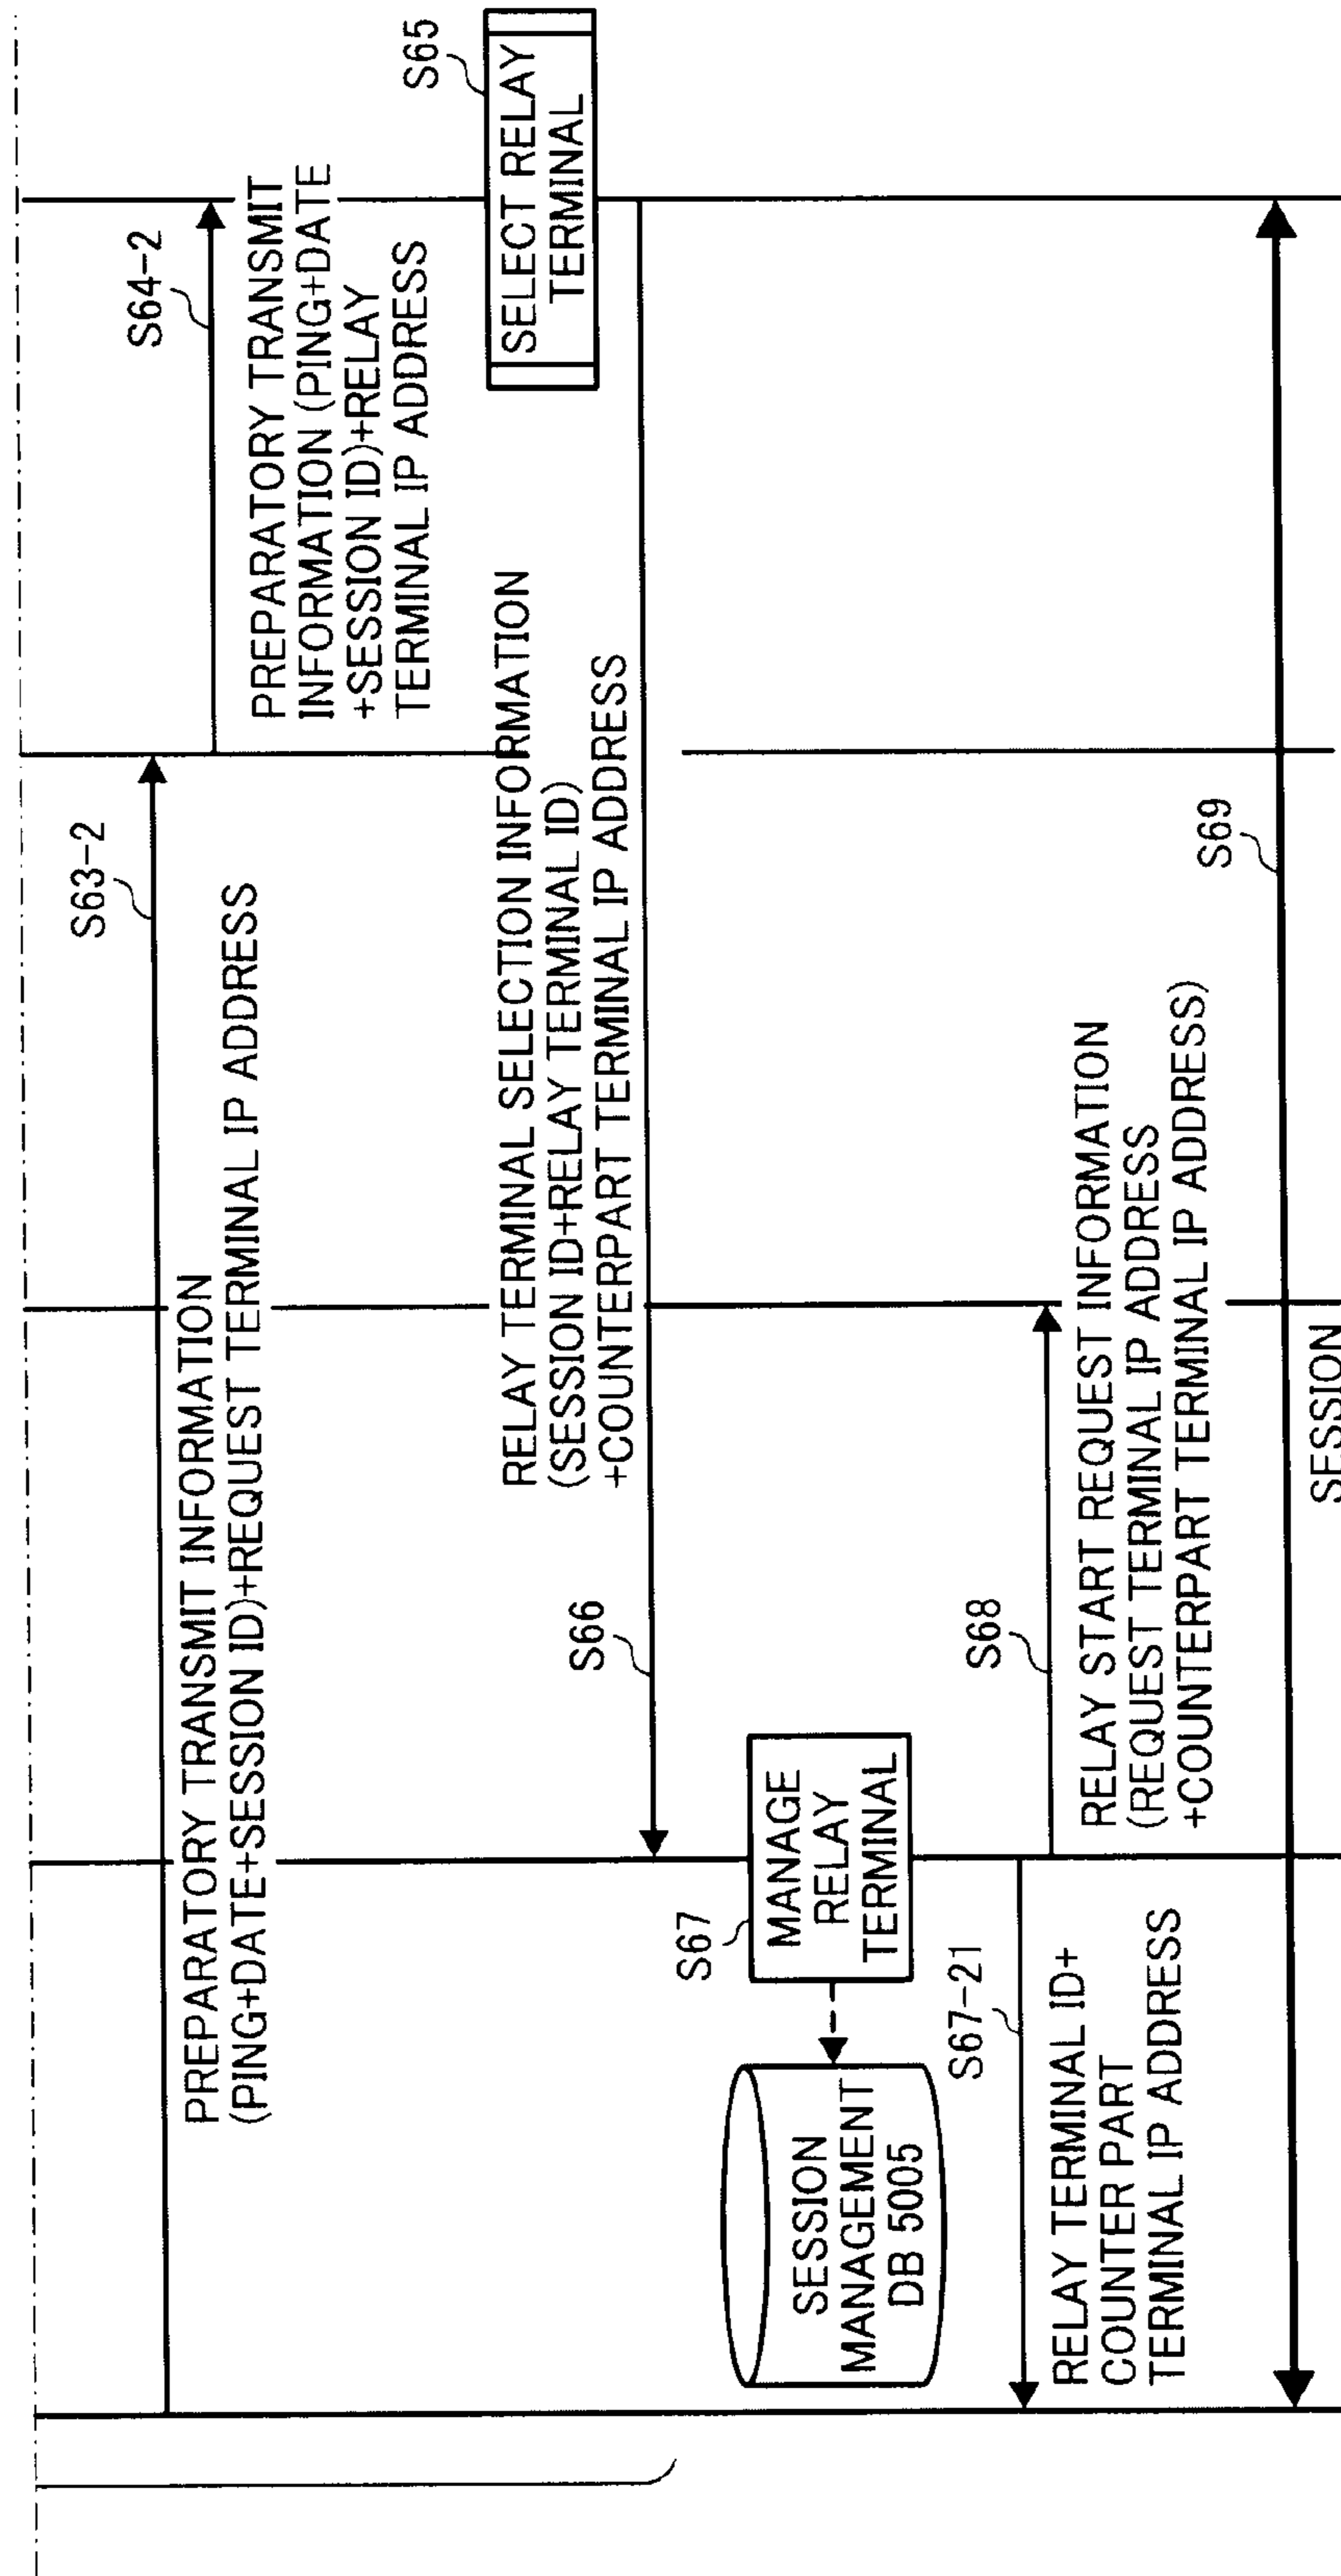 S63-2
PREPARATORY TRANSMIT INFORMATION
(PING+DATE+SESSION ID)+REQUEST TERMINAL IP ADDRESS
S64-2
PREPARATORY TRANSMIT
INFORMATION (PING+DATE
+SESSION ID)+RELAY
TERMINAL IP ADDRESS
S65
SELECT RELAY
TERMINAL
RELAY TERMINAL SELECTION INFORMATION
(SESSION ID+RELAY TERMINAL ID)
+COUNTERPART TERMINAL IP ADDRESS
S66
S67
MANAGE
RELAY
TERMINAL
SESSION
MANAGEMENT
DB 5005
S67-21
RELAY TERMINAL ID+
COUNTER PART
TERMINAL IP ADDRESS
S68
RELAY START REQUEST INFORMATION
(REQUEST TERMINAL IP ADDRESS
+COUNTERPART TERMINAL IP ADDRESS)
S69
SESSION